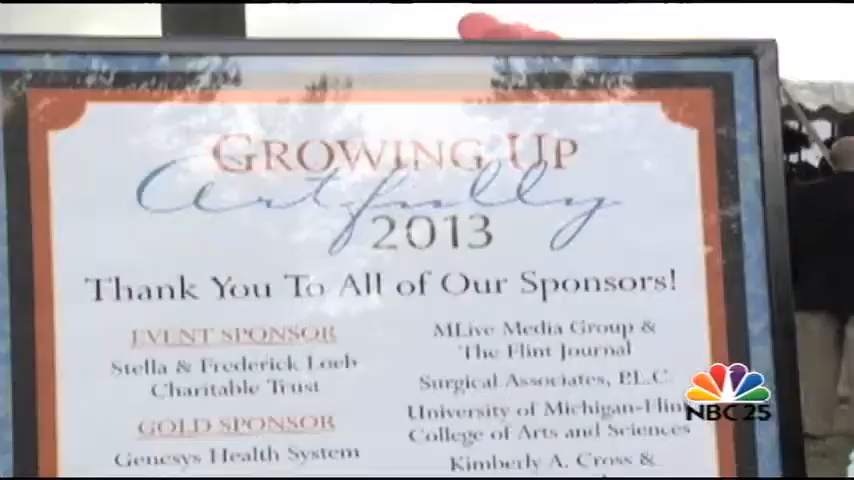 GROWING UP
Artfully
2013
Thank You To All of Our Sponsors!
EVENT SPONSOR
Stella & Frederick Loeb
Charitable Trust
GOLD SPONSOR
Genesys Health System
MLive Media Group &
The Flint Journal
Surgical Associates, P.L.C.
University of Michigan-Flint
College of Arts and Sciences
Kimberly A. Cross &
NBC 25